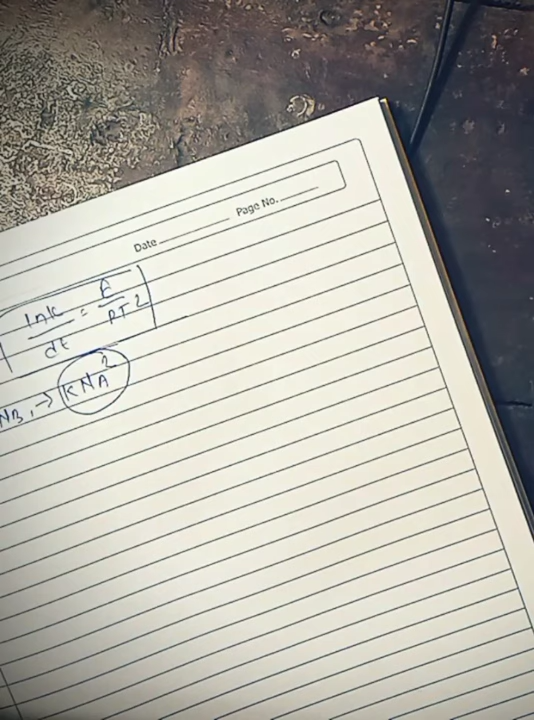 Date Page No.
lnk/dt = E/RT2
NB, → KNA2